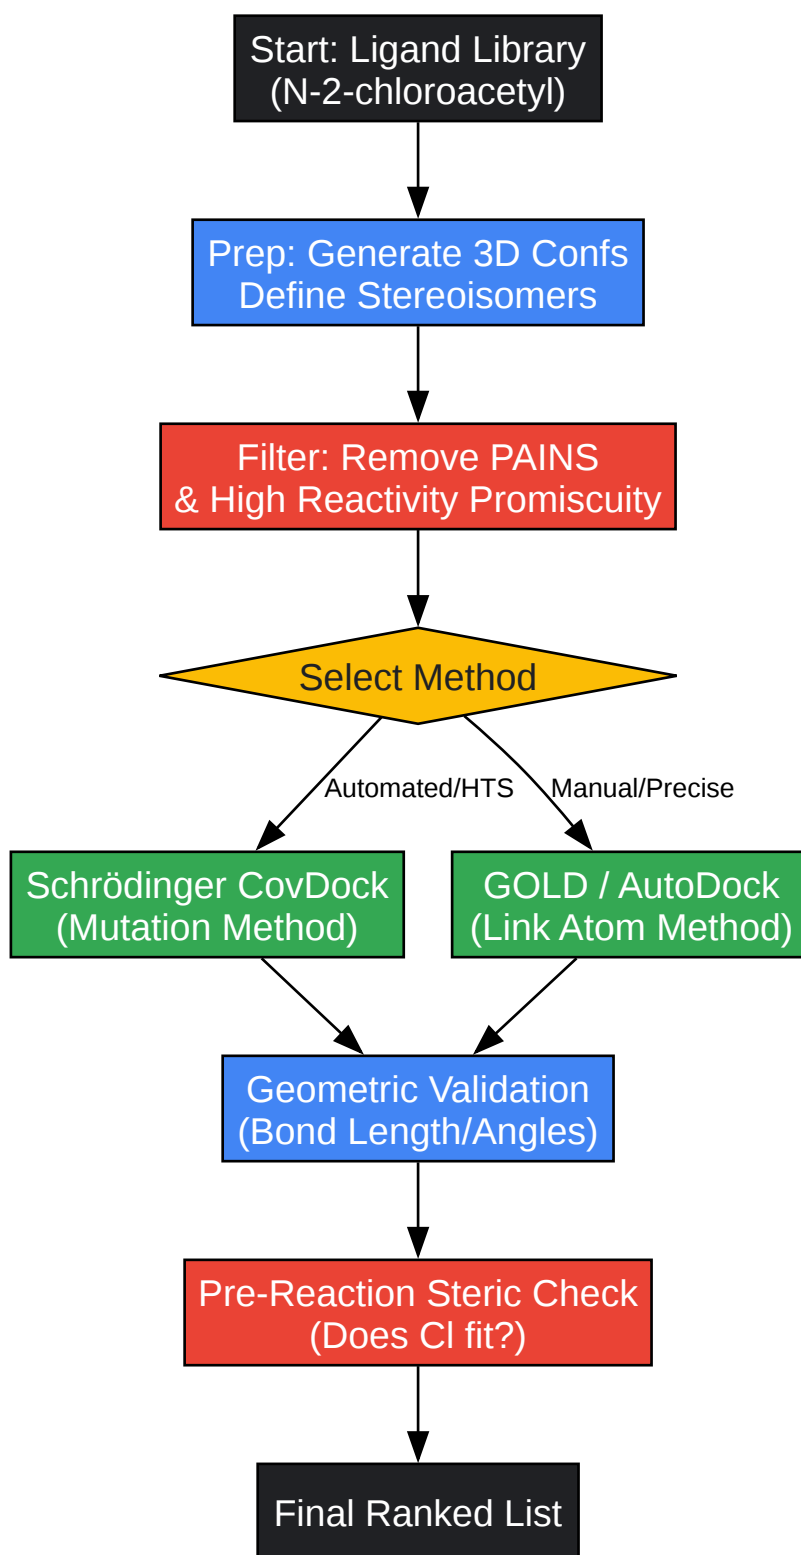 Start: Ligand Library
(N-2-chloroacetyl)
Prep: Generate 3D Confs
Define Stereoisomers
Filter: Remove PAINS
& High Reactivity Promiscuity
Select Method
Automated/HTS
Manual/Precise
Schrödinger CovDock
(Mutation Method)
GOLD / AutoDock
(Link Atom Method)
Geometric Validation
(Bond Length/Angles)
Pre-Reaction Steric Check
(Does Cl fit?)
Final Ranked List